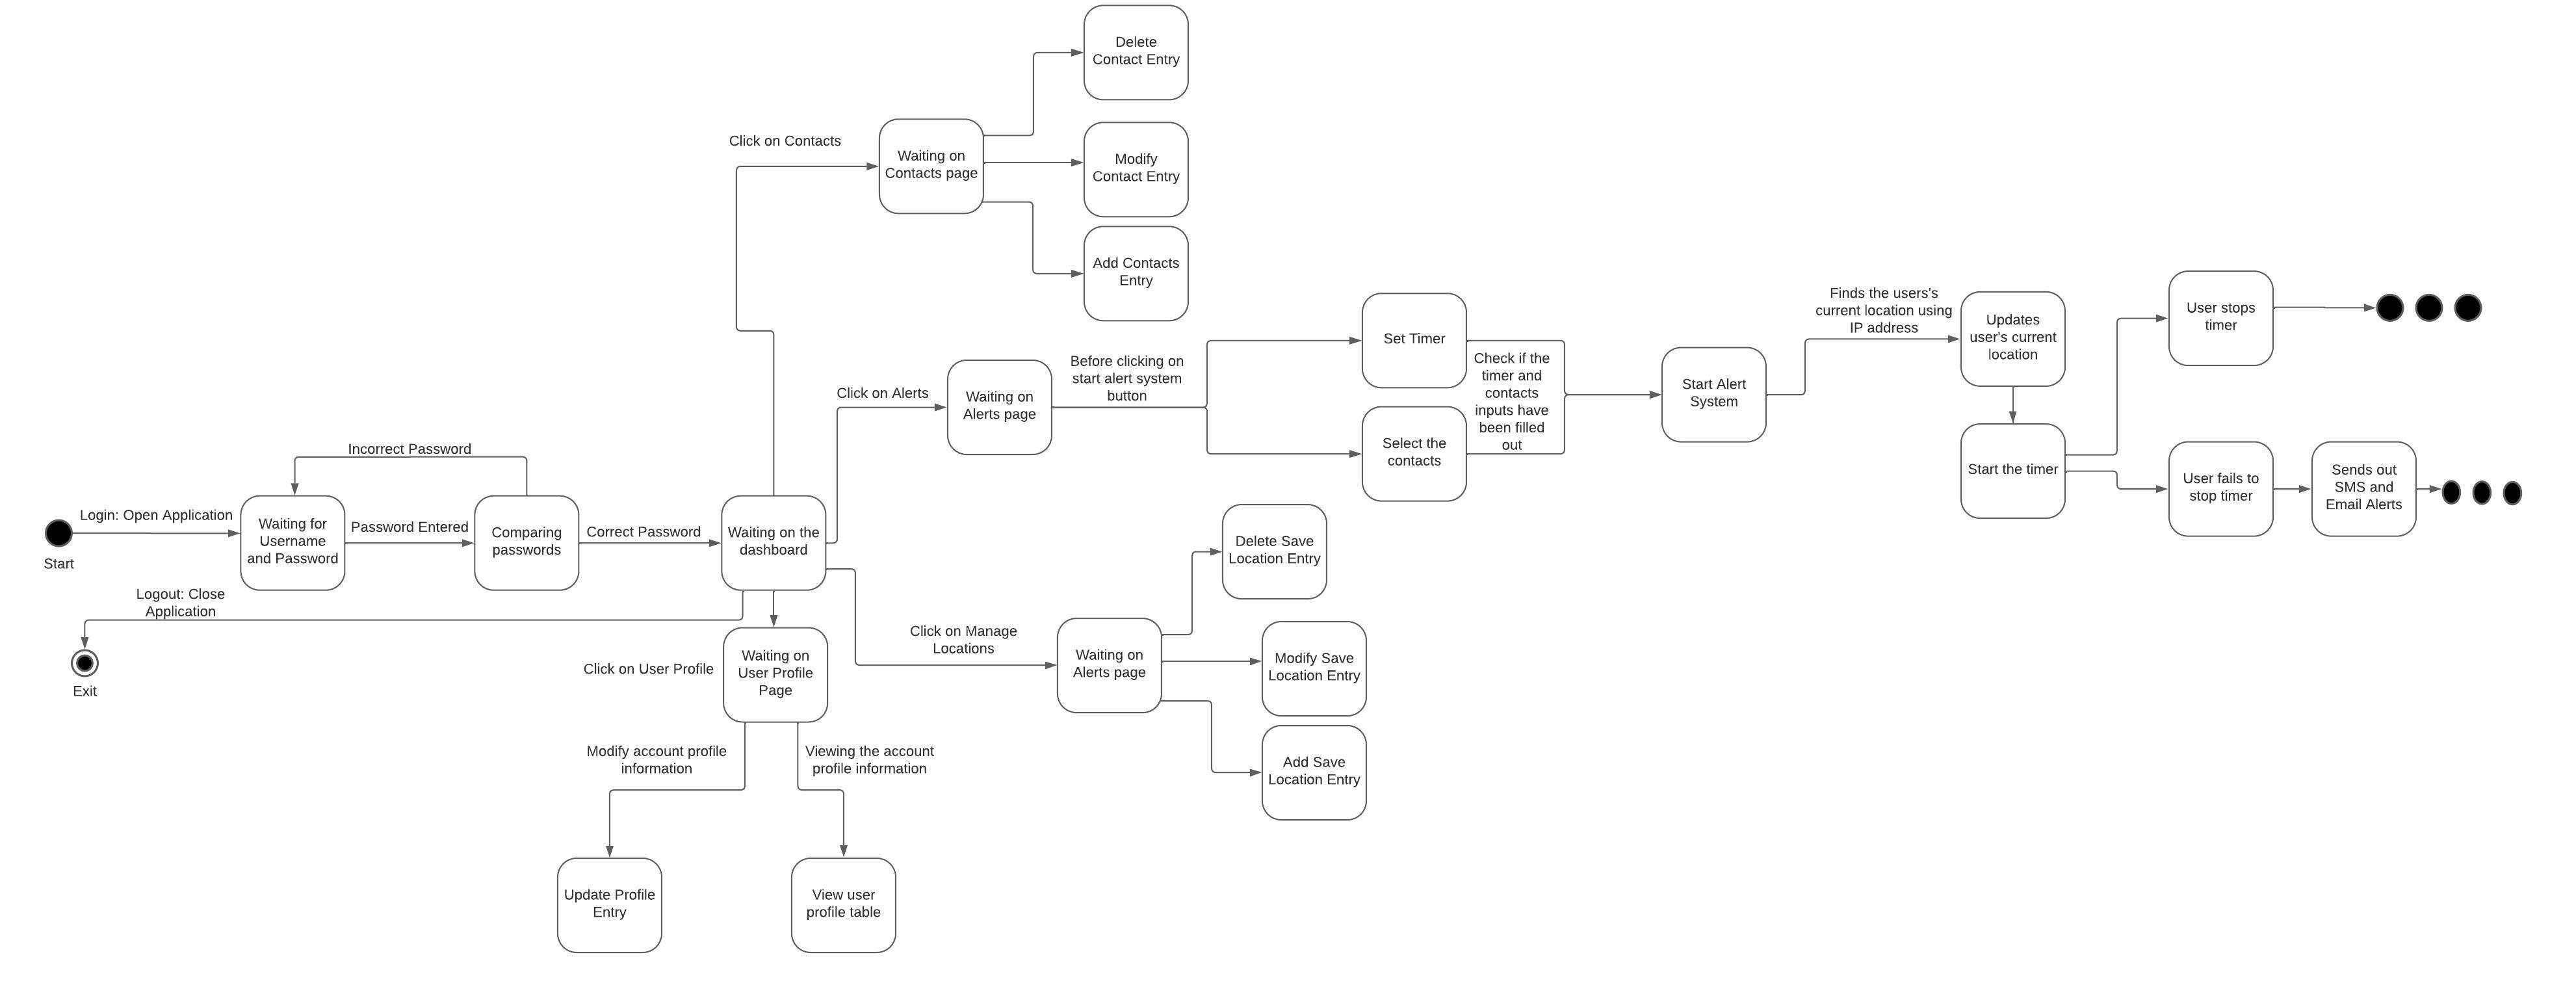 Delete
Contact Entry
Click on Contacts
Waiting on
Contacts page
Modify
Contact Entry
Add Contacts
Entry
Finds the users's
current location using
IP address
Updates
user's current
location
User stops
timer
Set Timer
Before clicking on
start alert system
button
Check if the
timer and
contacts
inputs have
been filled
out
Start Alert
System
Click on Alerts
Waiting on
Alerts page
Select the
contacts
Start the timer
User fails to
stop timer
Sends out
SMS and
Email Alerts
Incorrect Password
Login: Open Application
Start
Waiting for
Username
and Password
Password Entered
Comparing
passwords
Correct Password
Waiting on the
dashboard
Delete Save
Location Entry
Logout: Close
Application
Exit
Click on User Profile
Waiting on
User Profile
Page
Click on Manage
Locations
Waiting on
Alerts page
Modify Save
Location Entry
Add Save
Location Entry
Modify account profile
information
Viewing the account
profile information
Update Profile
Entry
View user
profile table